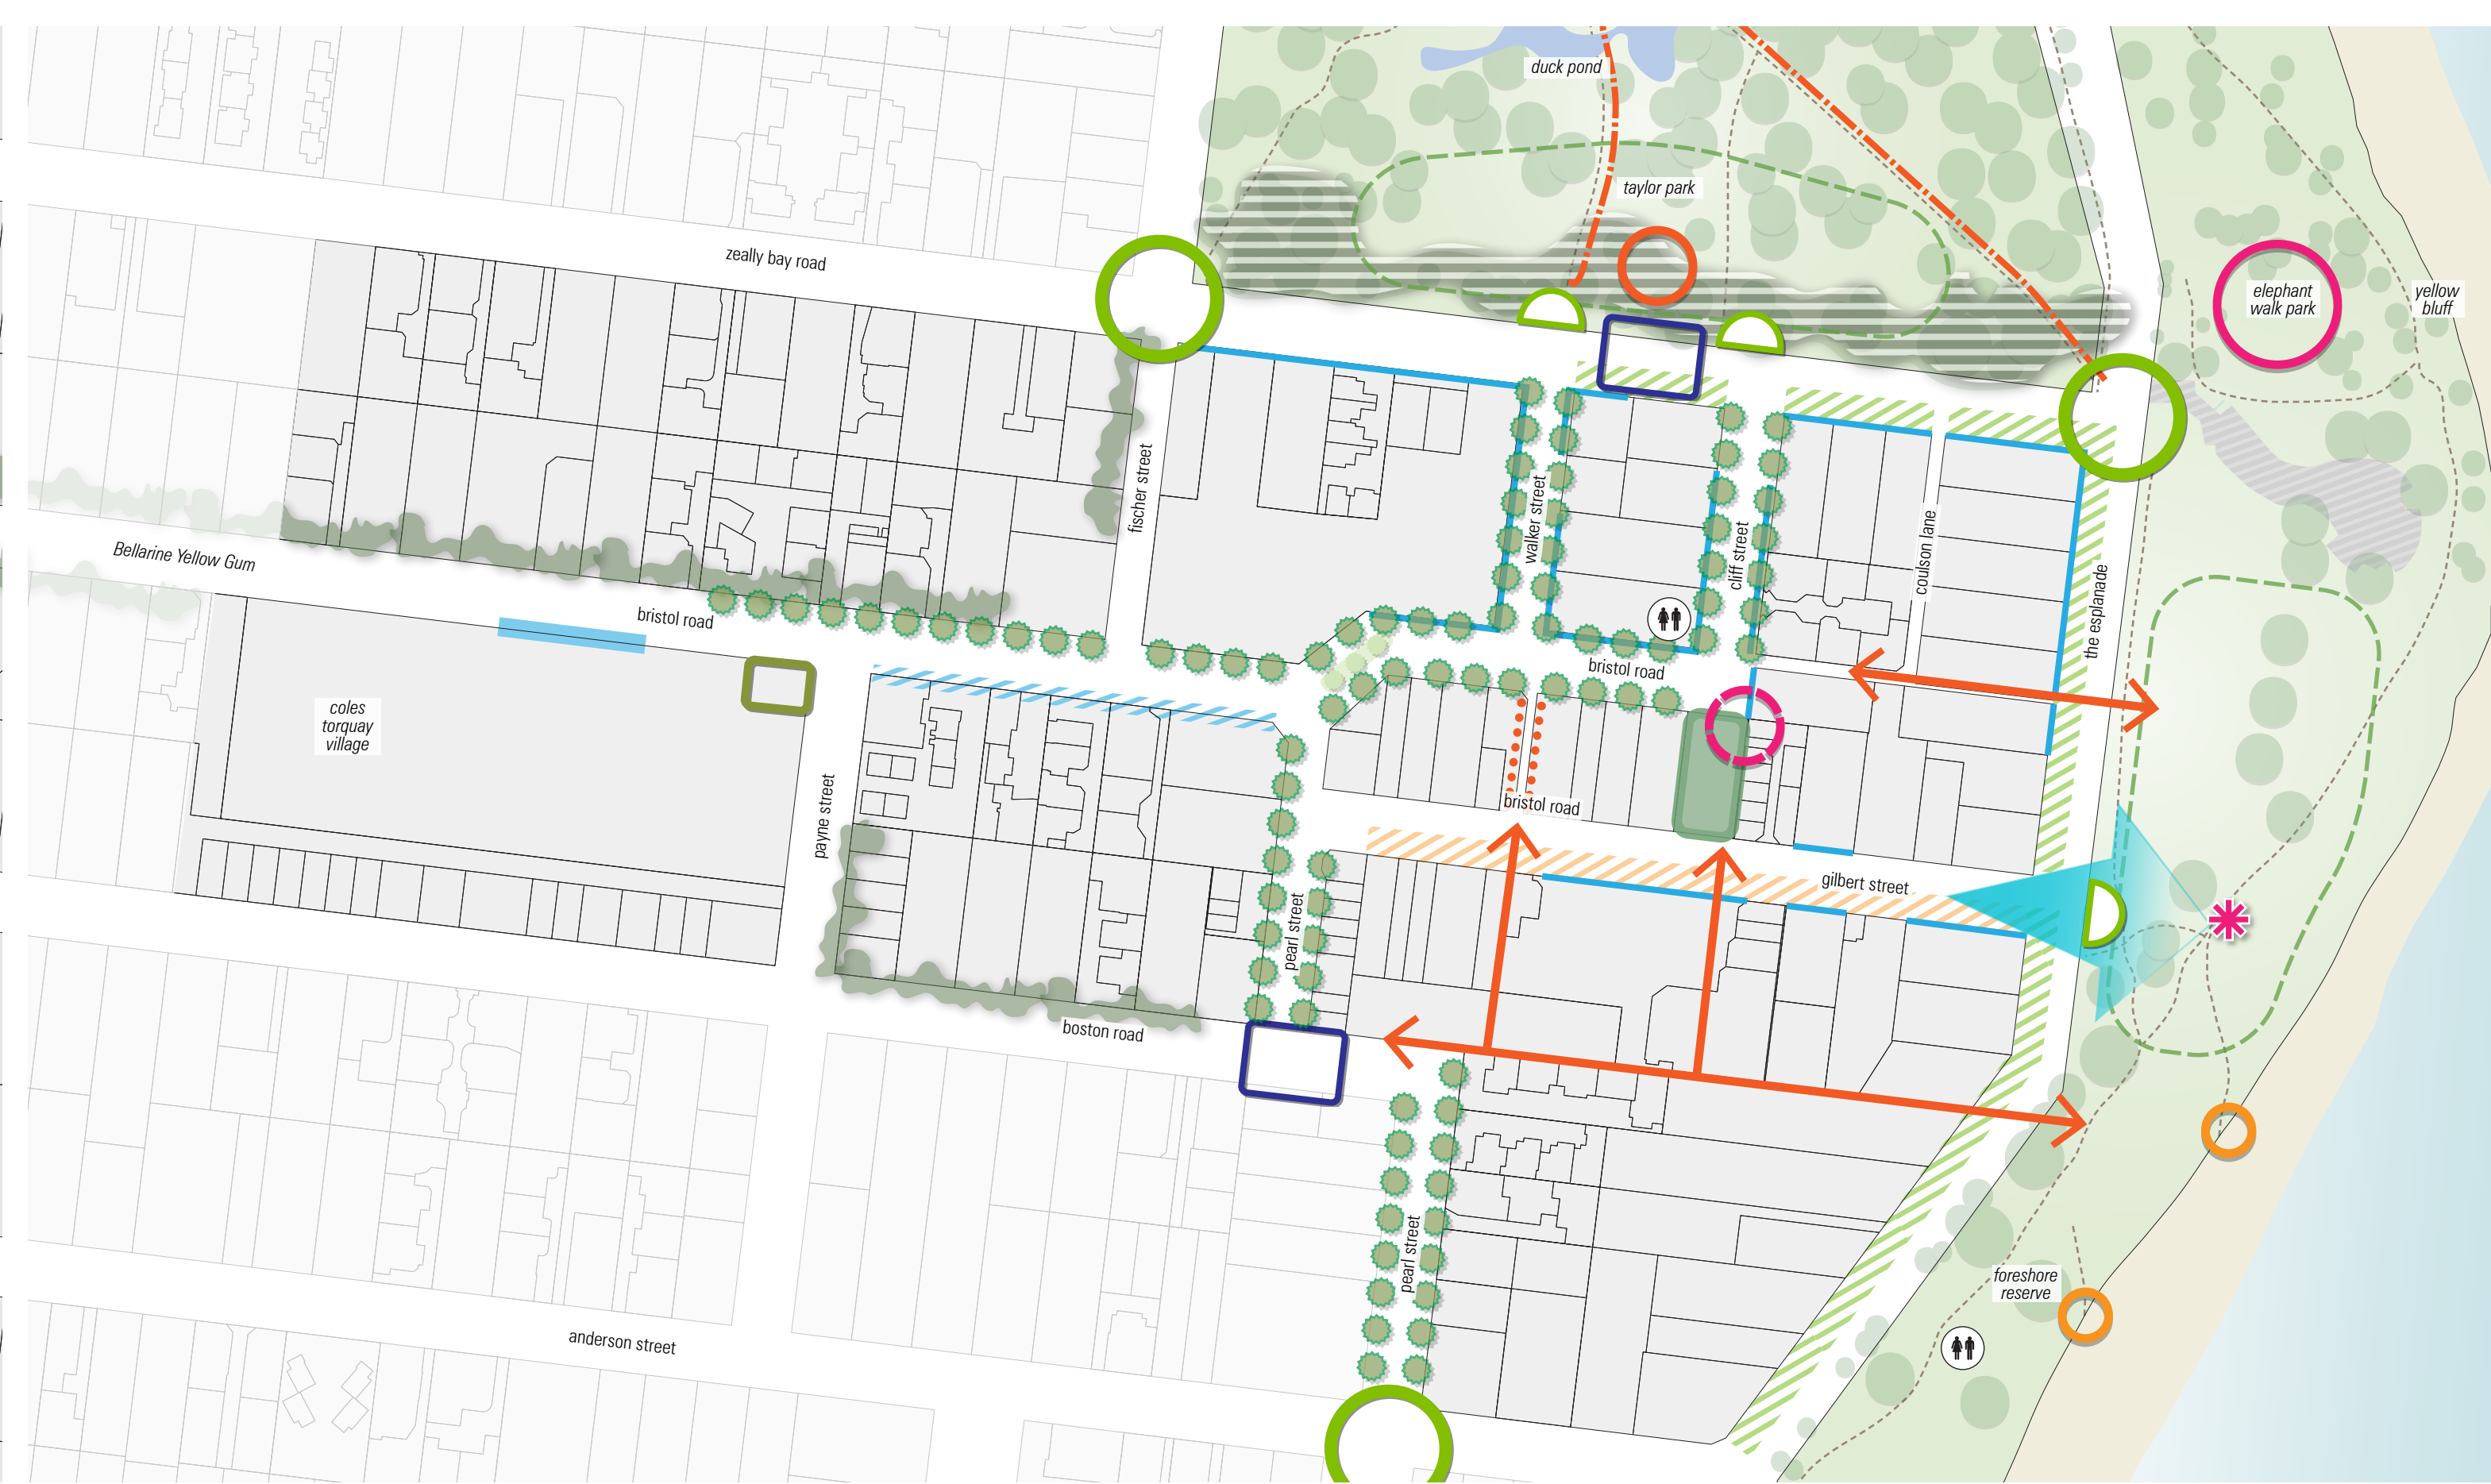 duck pond
taylor park
zeally bay road
elephant
walk park
yellow
bluff
fischer street
walker street
cliff street
coulson lane
the esplanade
Bellarine Yellow Gum
bristol road
bristol road
coles
torquay
village
payne street
bristol road
gilbert street
pearl street
boston road
pearl street
foreshore
reserve
anderson street